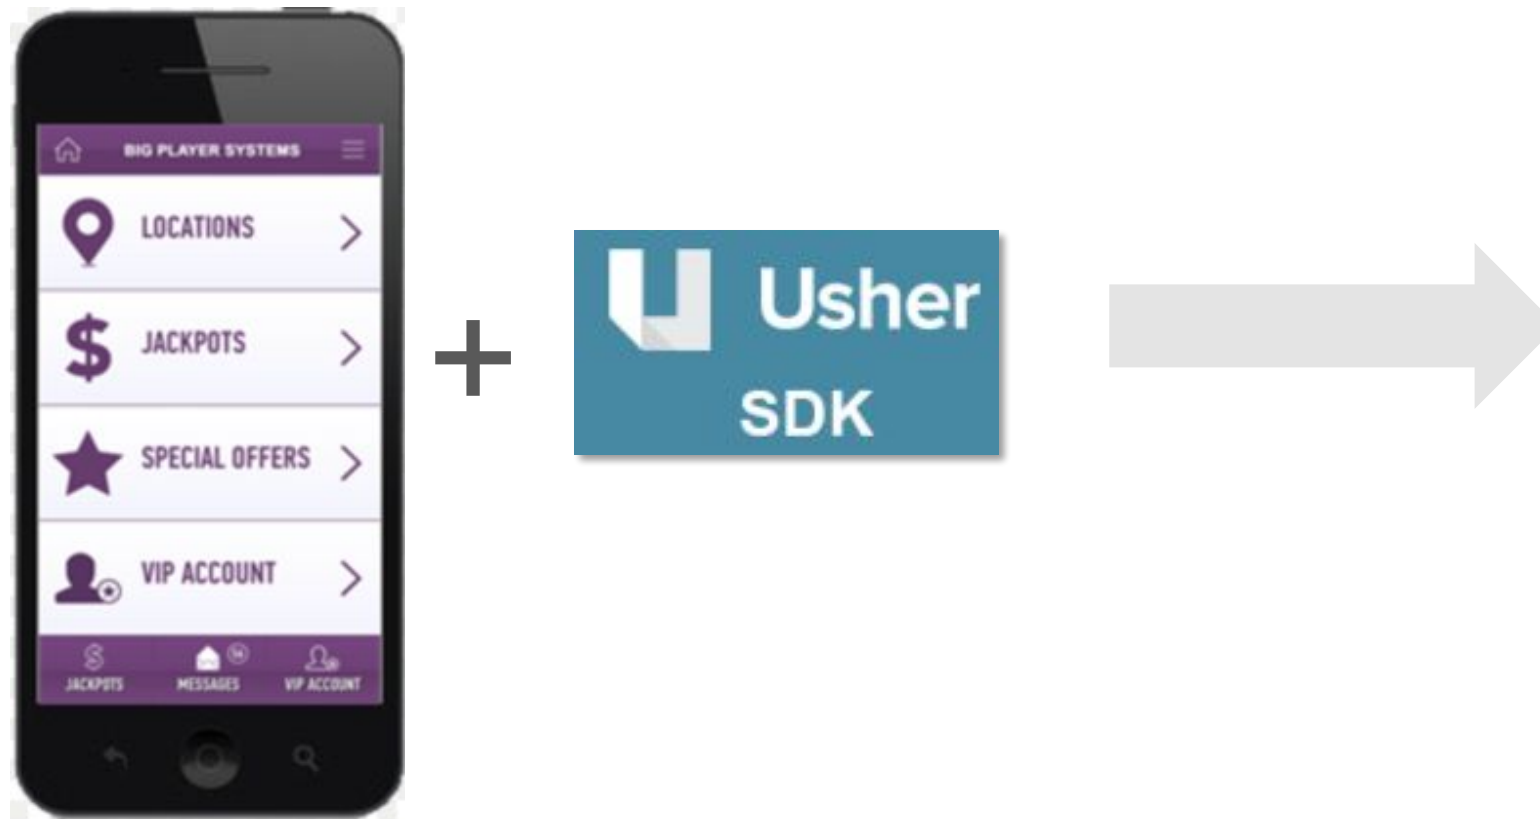 BIG PLAYER SYSTEMS
LOCATIONS
JACKPOTS
SPECIAL OFFERS
VIP ACCOUNT
JACKPOTS
MESSAGES
VIP ACCOUNT
+
Usher
SDK